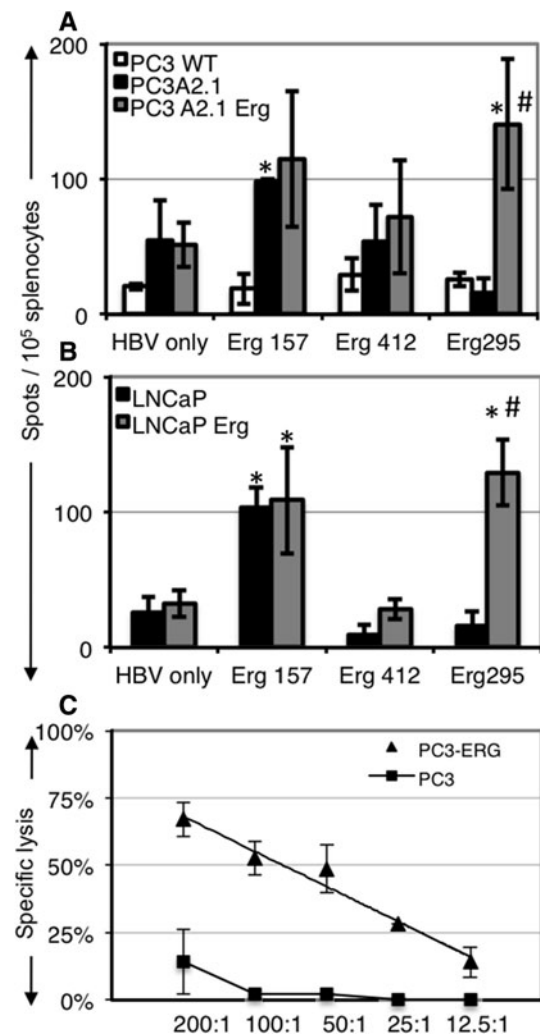 A
200
PC3 WT
PC3A2.1
PC3 A2.1 Erg
*
* #
100
0
HBV only Erg 157 Erg 412 Erg295
Spots / 10⁵ splenocytes
B
200
LNCaP
LNCaP Erg
*
*
* #
100
0
HBV only Erg 157 Erg 412 Erg295
C
100%
PC3-ERG
PC3
75%
50%
25%
0%
Specific lysis
200:1 100:1 50:1 25:1 12.5:1